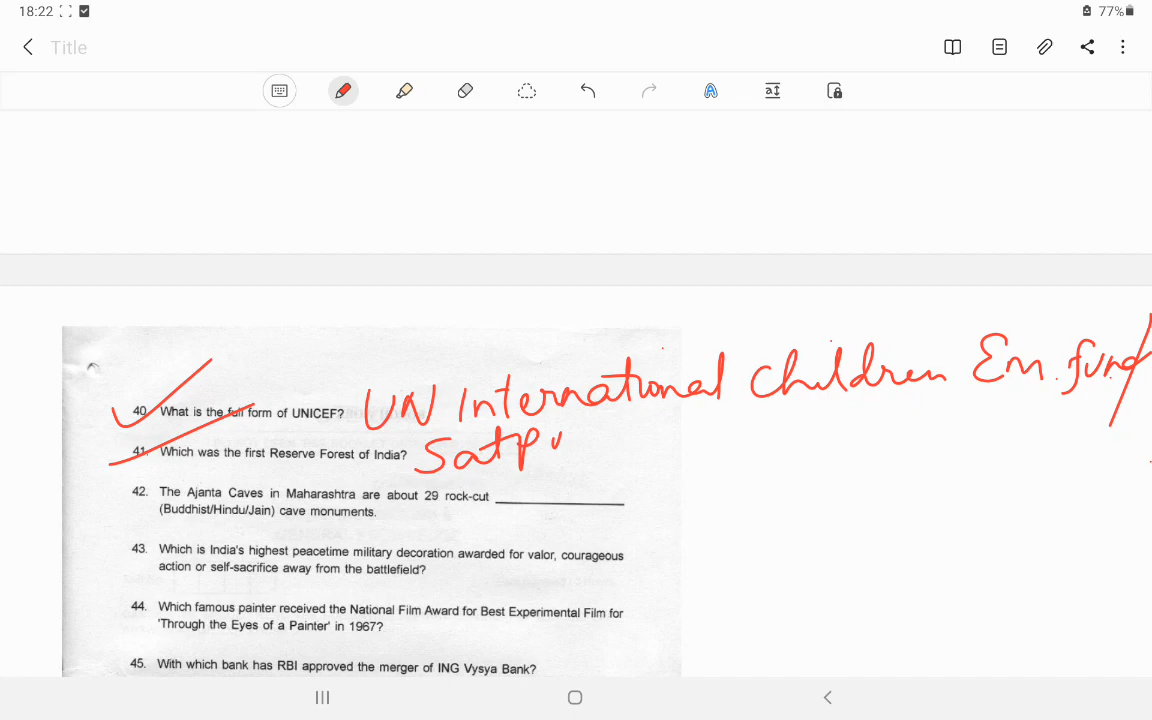 18:22 77%
Title
UN International Children Em. fund
40. What is the full form of UNICEF?
41. Which was the first Reserve Forest of India? SatP
42. The Ajanta Caves in Maharashtra are about 29 rock-cut ____________
(Buddhist/Hindu/Jain) cave monuments.
43. Which is India's highest peacetime military decoration awarded for valor, courageous
action or self-sacrifice away from the battlefield?
44. Which famous painter received the National Film Award for Best Experimental Film for
'Through the Eyes of a Painter' in 1967?
45. With which bank has RBI approved the merger of ING Vysya Bank?